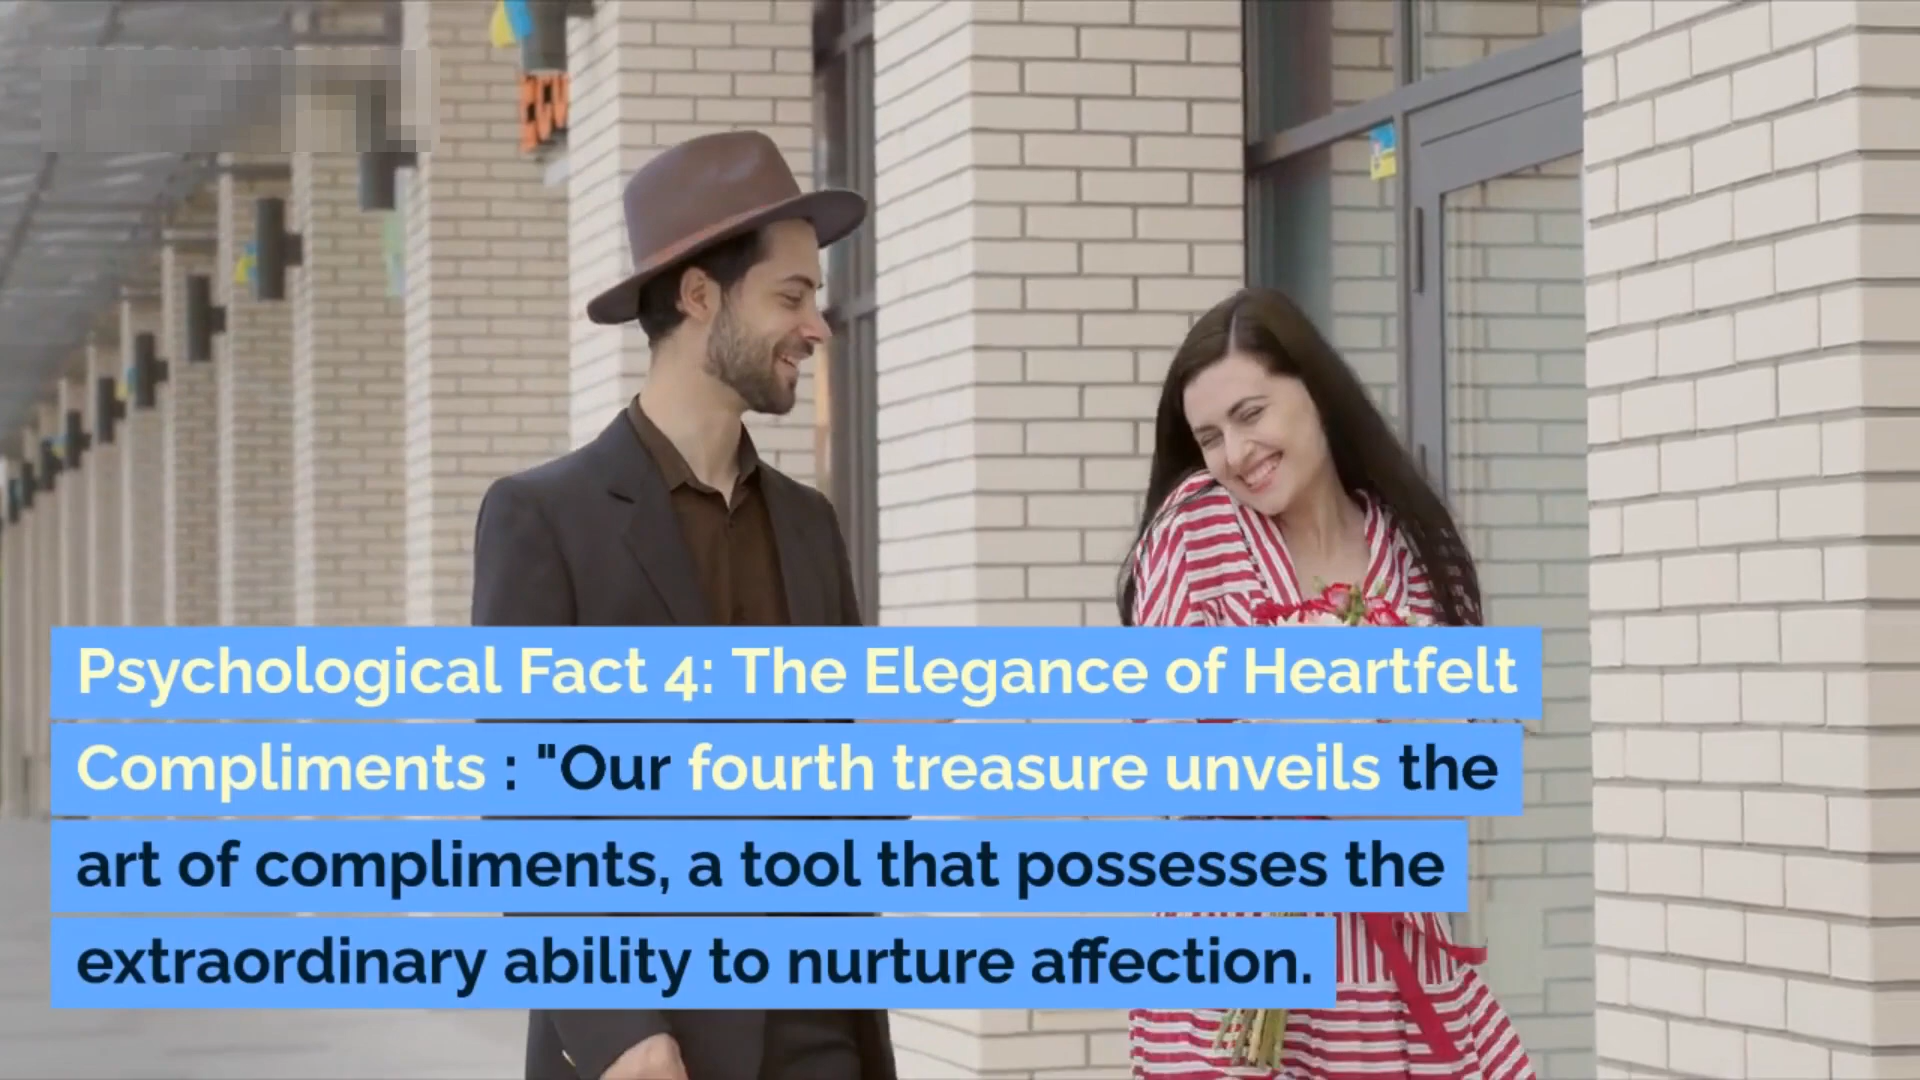 Psychological Fact 4: The Elegance of Heartfelt
Compliments : "Our fourth treasure unveils the
art of compliments, a tool that possesses the
extraordinary ability to nurture affection.